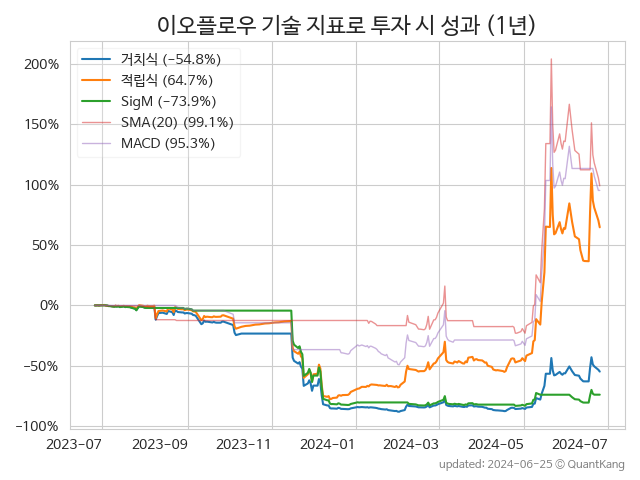 이오플로우 기술 지표로 투자 시 성과 (1년)
거치식 (−54.8%)
적립식 (64.7%)
SigM (−73.9%)
SMA(20) (99.1%)
MACD (95.3%)
200%
150%
100%
50%
0%
−50%
−100%
2023-07 2023-09 2023-11 2024-01 2024-03 2024-05 2024-07
updated: 2024-06-25 © QuantKang